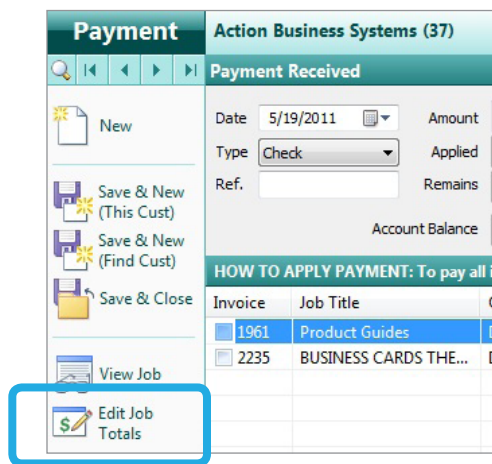 Payment
Action Business Systems (37)
Payment Received
New
Date 5/19/2011 Amount
Type Check Applied
Ref. Remains
Save & New
(This Cust)
Account Balance
Save & New
(Find Cust)
HOW TO APPLY PAYMENT: To pay all
Save & Close
Invoice Job Title
1961 Product Guides
2235 BUSINESS CARDS THE...
View Job
Edit Job
Totals